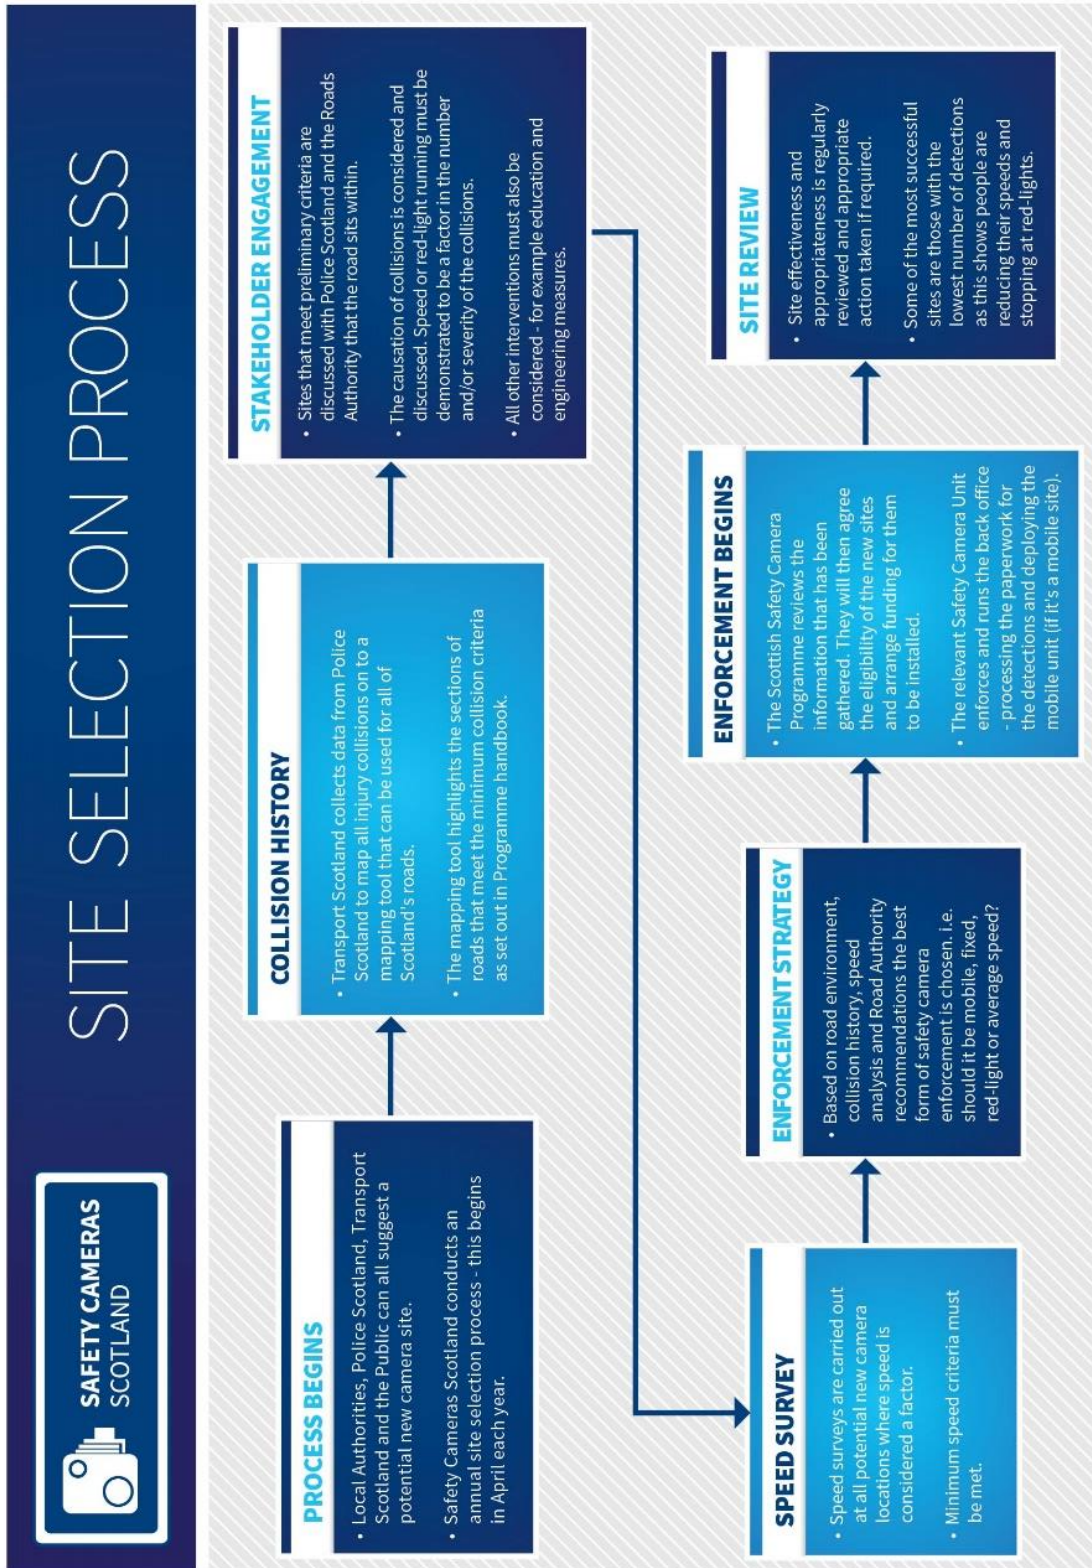 SAFETY CAMERAS
SCOTLAND
SITE SELECTION PROCESS
PROCESS BEGINS
• Local Authorities, Police Scotland, Transport
Scotland and the Public can all suggest a
potential new camera site.
• Safety Cameras Scotland conducts an
annual site selection process - this begins
in April each year.
COLLISION HISTORY
• Transport Scotland collects data from Police
Scotland to map all injury collisions on to a
mapping tool that can be used for all of
Scotland's roads.
• The mapping tool highlights the sections of
roads that meet the minimum collision criteria
as set out in Programme handbook.
STAKEHOLDER ENGAGEMENT
• Sites that meet preliminary criteria are
discussed with Police Scotland and the Roads
Authority that the road sits within.
• The causation of collisions is considered and
discussed. Speed or red-light running must be
demonstrated to be a factor in the number
and/or severity of the collisions.
• All other interventions must also be
considered - for example education and
engineering measures.
SPEED SURVEY
• Speed surveys are carried out
at all potential new camera
locations where speed is
considered a factor.
• Minimum speed criteria must
be met.
ENFORCEMENT STRATEGY
• Based on road environment,
collision history, speed
analysis and Road Authority
recommendations the best
form of safety camera
enforcement is chosen. i.e.
should it be mobile, fixed,
red-light or average speed?
ENFORCEMENT BEGINS
• The Scottish Safety Camera
Programme reviews the
information that has been
gathered. They will then agree
the eligibility of the new sites
and arrange funding for them
to be installed.
• The relevant Safety Camera Unit
enforces and runs the back office
- processing the paperwork for
the detections and deploying the
mobile unit (if it's a mobile site).
SITE REVIEW
• Site effectiveness and
appropriateness is regularly
reviewed and appropriate
action taken if required.
• Some of the most successful
sites are those with the
lowest number of detections
as this shows people are
reducing their speeds and
stopping at red-lights.